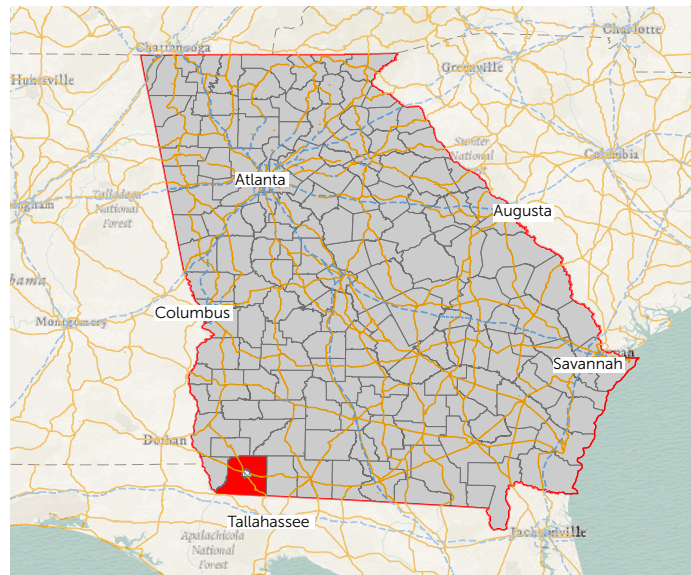 Chattanooga
Charlotte
Huntsville
Greenville
Sumter
National
Columbia
Atlanta
Talladega
National
Forest
Augusta
Columbus
Montgomery
Savannah
Dothan
Tallahassee
Apalachicola
National
Forest
Jacksonville